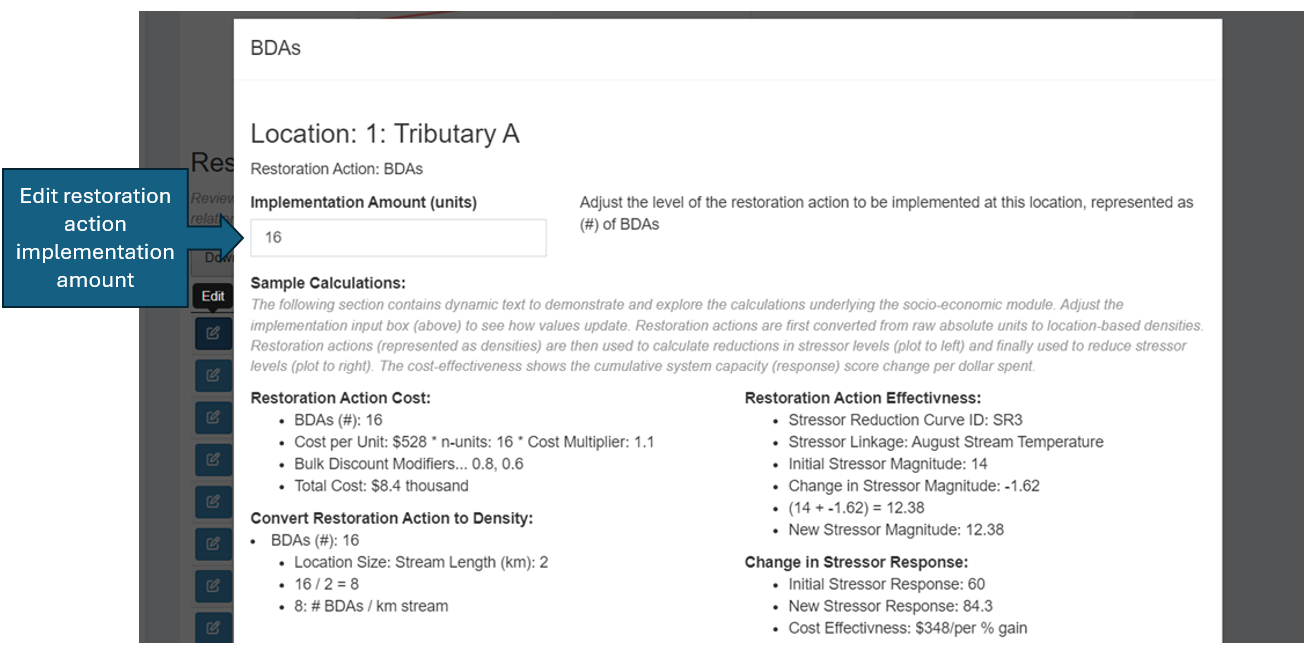 BDAs
Location: 1: Tributary A
Res
Restoration Action: BDAs
Edit restoration
action
implementation
amount
Review
Implementation Amount (units)
Adjust the level of the restoration action to be implemented at this location, represented as
(#) of BDAs
16
Edit
Sample Calculations:
The following section contains dynamic text to demonstrate and explore the calculations underlying the socio-economic module. Adjust the
implementation input box (above) to see how values update. Restoration actions are first converted from raw absolute units to location-based densities.
Restoration actions (represented as densities) are then used to calculate reductions in stressor levels (plot to left) and finally used to reduce stressor
levels (plot to right). The cost-effectiveness shows the cumulative system capacity (response) score change per dollar spent.
Restoration Action Cost:
• BDAs (#): 16
• Cost per Unit: $528 * n-units: 16 * Cost Multiplier: 1.1
• Bulk Discount Modifiers... 0.8, 0.6
• Total Cost: $8.4 thousand
Convert Restoration Action to Density:
• BDAs (#): 16
• Location Size: Stream Length (km): 2
• 16 / 2 = 8
• 8: # BDAs / km stream
Restoration Action Effectivness:
• Stressor Reduction Curve ID: SR3
• Stressor Linkage: August Stream Temperature
• Initial Stressor Magnitude: 14
• Change in Stressor Magnitude: -1.62
• (14 + -1.62) = 12.38
• New Stressor Magnitude: 12.38
Change in Stressor Response:
• Initial Stressor Response: 60
• New Stressor Response: 84.3
• Cost Effectivness: $348/per % gain